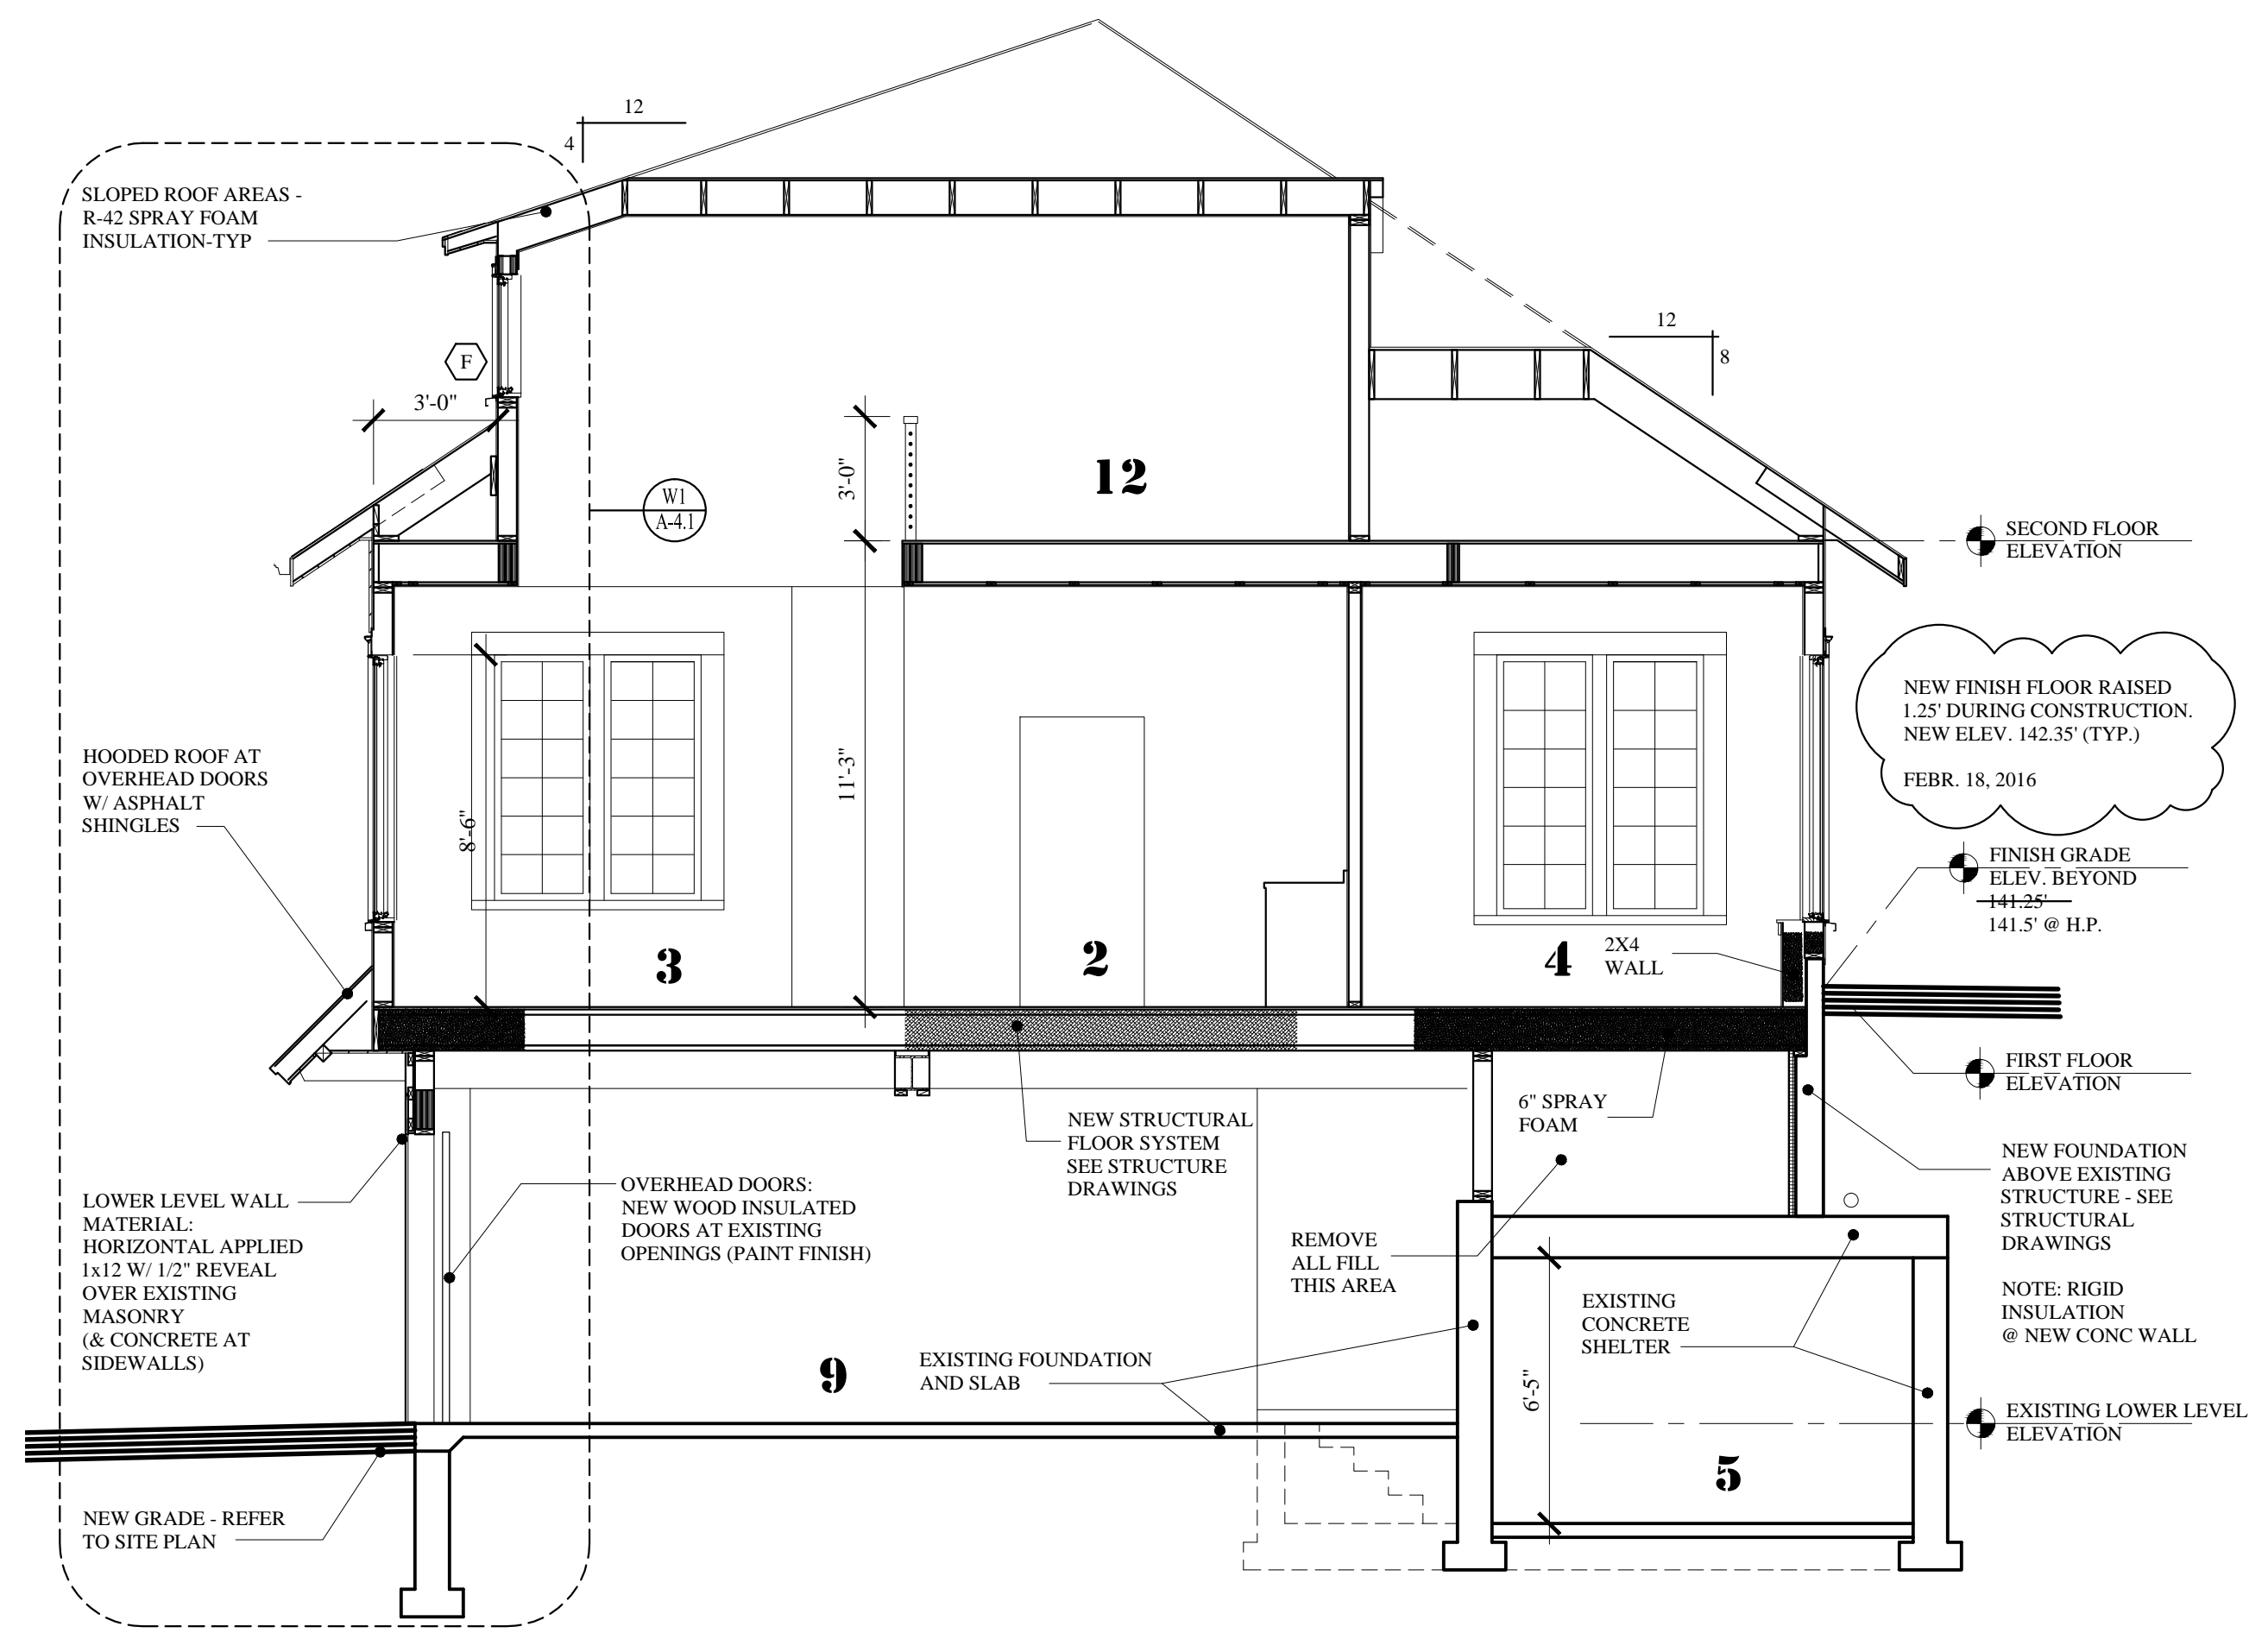 12
4
SLOPED ROOF AREAS -
R-42 SPRAY FOAM
INSULATION-TYP
12
8
F
3'-0"
3'-0"
12
W1
A-4.1
SECOND FLOOR
ELEVATION
NEW FINISH FLOOR RAISED
1.25' DURING CONSTRUCTION.
NEW ELEV. 142.35' (TYP.)
FEBR. 18, 2016
HOODED ROOF AT
OVERHEAD DOORS
W/ ASPHALT
SHINGLES
8'-6"
11'-3"
FINISH GRADE
ELEV. BEYOND
141.25'
141.5' @ H.P.
3
2
4
2X4
WALL
FIRST FLOOR
ELEVATION
6" SPRAY
FOAM
NEW STRUCTURAL
FLOOR SYSTEM
SEE STRUCTURE
DRAWINGS
NEW FOUNDATION
ABOVE EXISTING
STRUCTURE - SEE
STRUCTURAL
DRAWINGS
NOTE: RIGID
INSULATION
@ NEW CONC WALL
LOWER LEVEL WALL
MATERIAL:
HORIZONTAL APPLIED
1x12 W/ 1/2" REVEAL
OVER EXISTING
MASONRY
(& CONCRETE AT
SIDEWALLS)
OVERHEAD DOORS:
NEW WOOD INSULATED
DOORS AT EXISTING
OPENINGS (PAINT FINISH)
REMOVE
ALL FILL
THIS AREA
EXISTING
CONCRETE
SHELTER
EXISTING FOUNDATION
AND SLAB
9
6'-5"
EXISTING LOWER LEVEL
ELEVATION
5
NEW GRADE - REFER
TO SITE PLAN